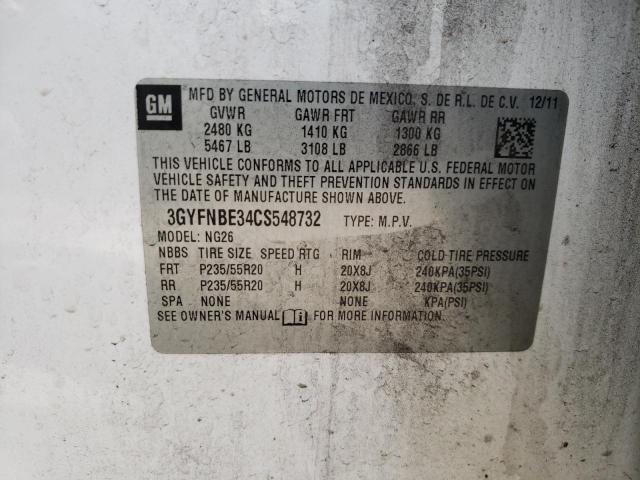 GM
MFD BY GENERAL MOTORS DE MEXICO, S. DE R.L. DE C.V. 12/11
GVWR GAWR FRT GAWR RR
2480 KG 1410 KG 1300 KG
5467 LB 3108 LB 2866 LB
THIS VEHICLE CONFORMS TO ALL APPLICABLE U.S. FEDERAL MOTOR
VEHICLE SAFETY AND THEFT PREVENTION STANDARDS IN EFFECT ON
THE DATE OF MANUFACTURE SHOWN ABOVE.
3GYFNBE34CS548732 TYPE: M.P.V.
MODEL: NG26
NBBS TIRE SIZE SPEED RTG RIM COLD TIRE PRESSURE
FRT P235/55R20 H 20X8J 240KPA(35PSI)
RR P235/55R20 H 20X8J 240KPA(35PSI)
SPA NONE NONE KPA(PSI)
SEE OWNER'S MANUAL FOR MORE INFORMATION.